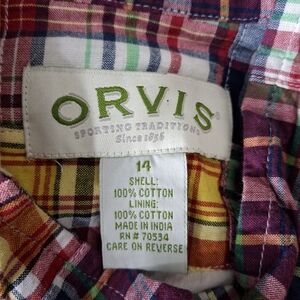 ORVIS
SPORTING TRADITIONS
Since 1856
14
SHELL:
100% COTTON
LINING:
100% COTTON
MADE IN INDIA
RN # 70534
CARE ON REVERSE